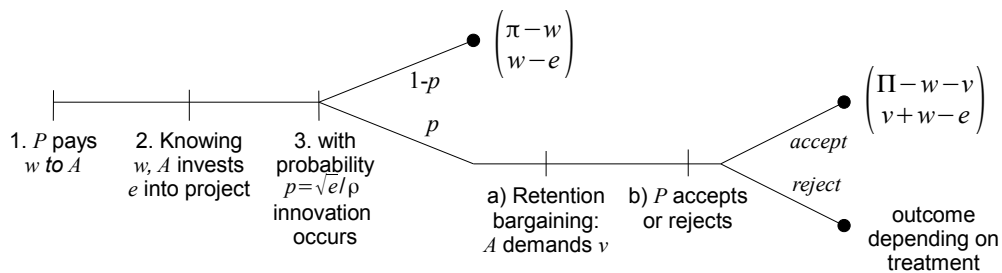 1. P pays
w to A
2. Knowing
w, A invests
e into project
3. with
probability
p=√e/ρ
innovation
occurs
1-p
p
(π−w
w−e)
a) Retention
bargaining:
A demands v
b) P accepts
or rejects
accept
reject
(Π−w−v
v+w−e)
outcome
depending on
treatment